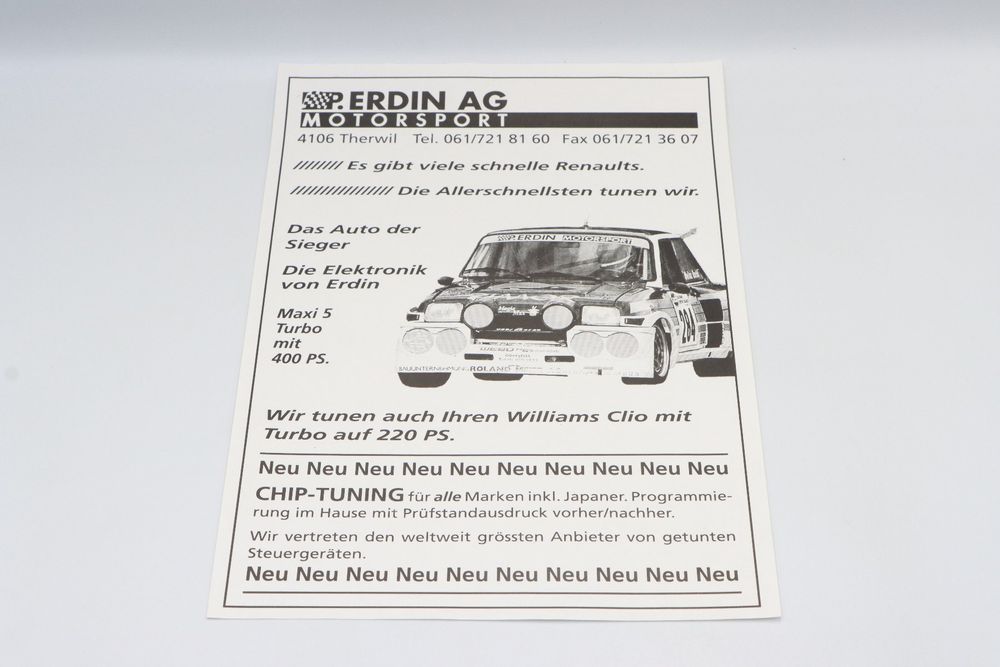 P. ERDIN AG
MOTORSPORT
4106 Therwil Tel. 061/721 81 60 Fax 061/721 36 07
///////// Es gibt viele schnelle Renaults.
////////////////// Die Allerschnellsten tunen wir.
Das Auto der
Sieger
Die Elektronik
von Erdin
Maxi 5
Turbo
mit
400 PS.
P. ERDIN MOTORSPORT
204
BAUUNTERNEHMUNG ROLAND
Wir tunen auch Ihren Williams Clio mit
Turbo auf 220 PS.
Neu Neu Neu Neu Neu Neu Neu Neu Neu Neu
CHIP-TUNING für alle Marken inkl. Japaner. Programmie-
rung im Hause mit Prüfstandausdruck vorher/nachher.
Wir vertreten den weltweit grössten Anbieter von getunten
Steuergeräten.
Neu Neu Neu Neu Neu Neu Neu Neu Neu Neu